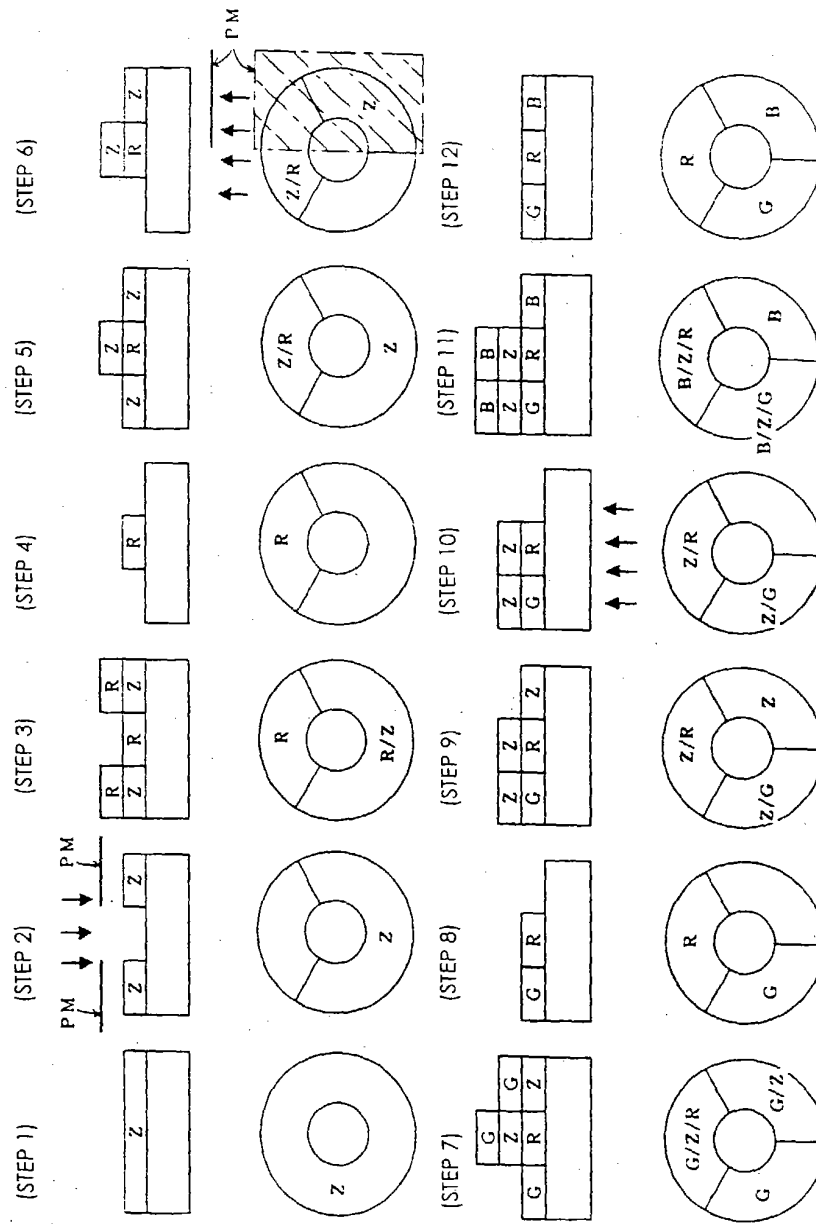 (STEP 1)
Z
Z
(STEP 2)
PM PM
Z Z
Z
(STEP 3)
R R
Z R Z
R
R/Z
(STEP 4)
R
R
(STEP 5)
Z
Z R Z
Z/R
Z
(STEP 6)
Z
R Z
PM
Z/R Z
(STEP 7)
G
Z G
G R Z
G/Z/R
G G/Z
(STEP 8)
G R
R
G
(STEP 9)
Z Z
G R Z
Z/R
Z/G Z
(STEP 10)
Z Z
G R
Z/R
Z/G
(STEP 11)
B B
Z Z
G R B
B/Z/R
B/Z/G B
(STEP 12)
G R B
R
G B